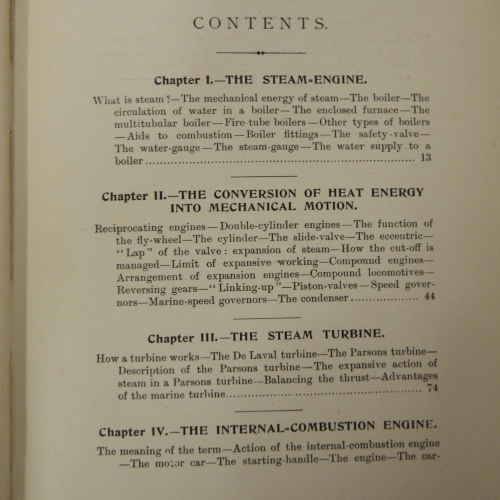 CONTENTS.
Chapter I.—THE STEAM-ENGINE.
What is steam?—The mechanical energy of steam—The boiler—The
circulation of water in a boiler—The enclosed furnace—The
multitubular boiler—Fire-tube boilers—Other types of boilers
—Aids to combustion—Boiler fittings—The safety-valve—
The water-gauge—The steam-gauge—The water supply to a
boiler ........................................................ 13
Chapter II.—THE CONVERSION OF HEAT ENERGY
INTO MECHANICAL MOTION.
Reciprocating engines—Double-cylinder engines—The function of
the fly-wheel—The cylinder—The slide-valve—The eccentric—
"Lap" of the valve: expansion of steam—How the cut-off is
managed—Limit of expansive working—Compound engines—
Arrangement of expansion engines—Compound locomotives—
Reversing gears—"Linking-up"—Piston-valves—Speed gover-
nors—Marine-speed governors—The condenser .................. 44
Chapter III.—THE STEAM TURBINE.
How a turbine works—The De Laval turbine—The Parsons turbine—
Description of the Parsons turbine—The expansive action of
steam in a Parsons turbine—Balancing the thrust—Advantages
of the marine turbine........................................ 74
Chapter IV.—THE INTERNAL-COMBUSTION ENGINE.
The meaning of the term—Action of the internal-combustion engine
—The motor car—The starting-handle—The engine—The car-